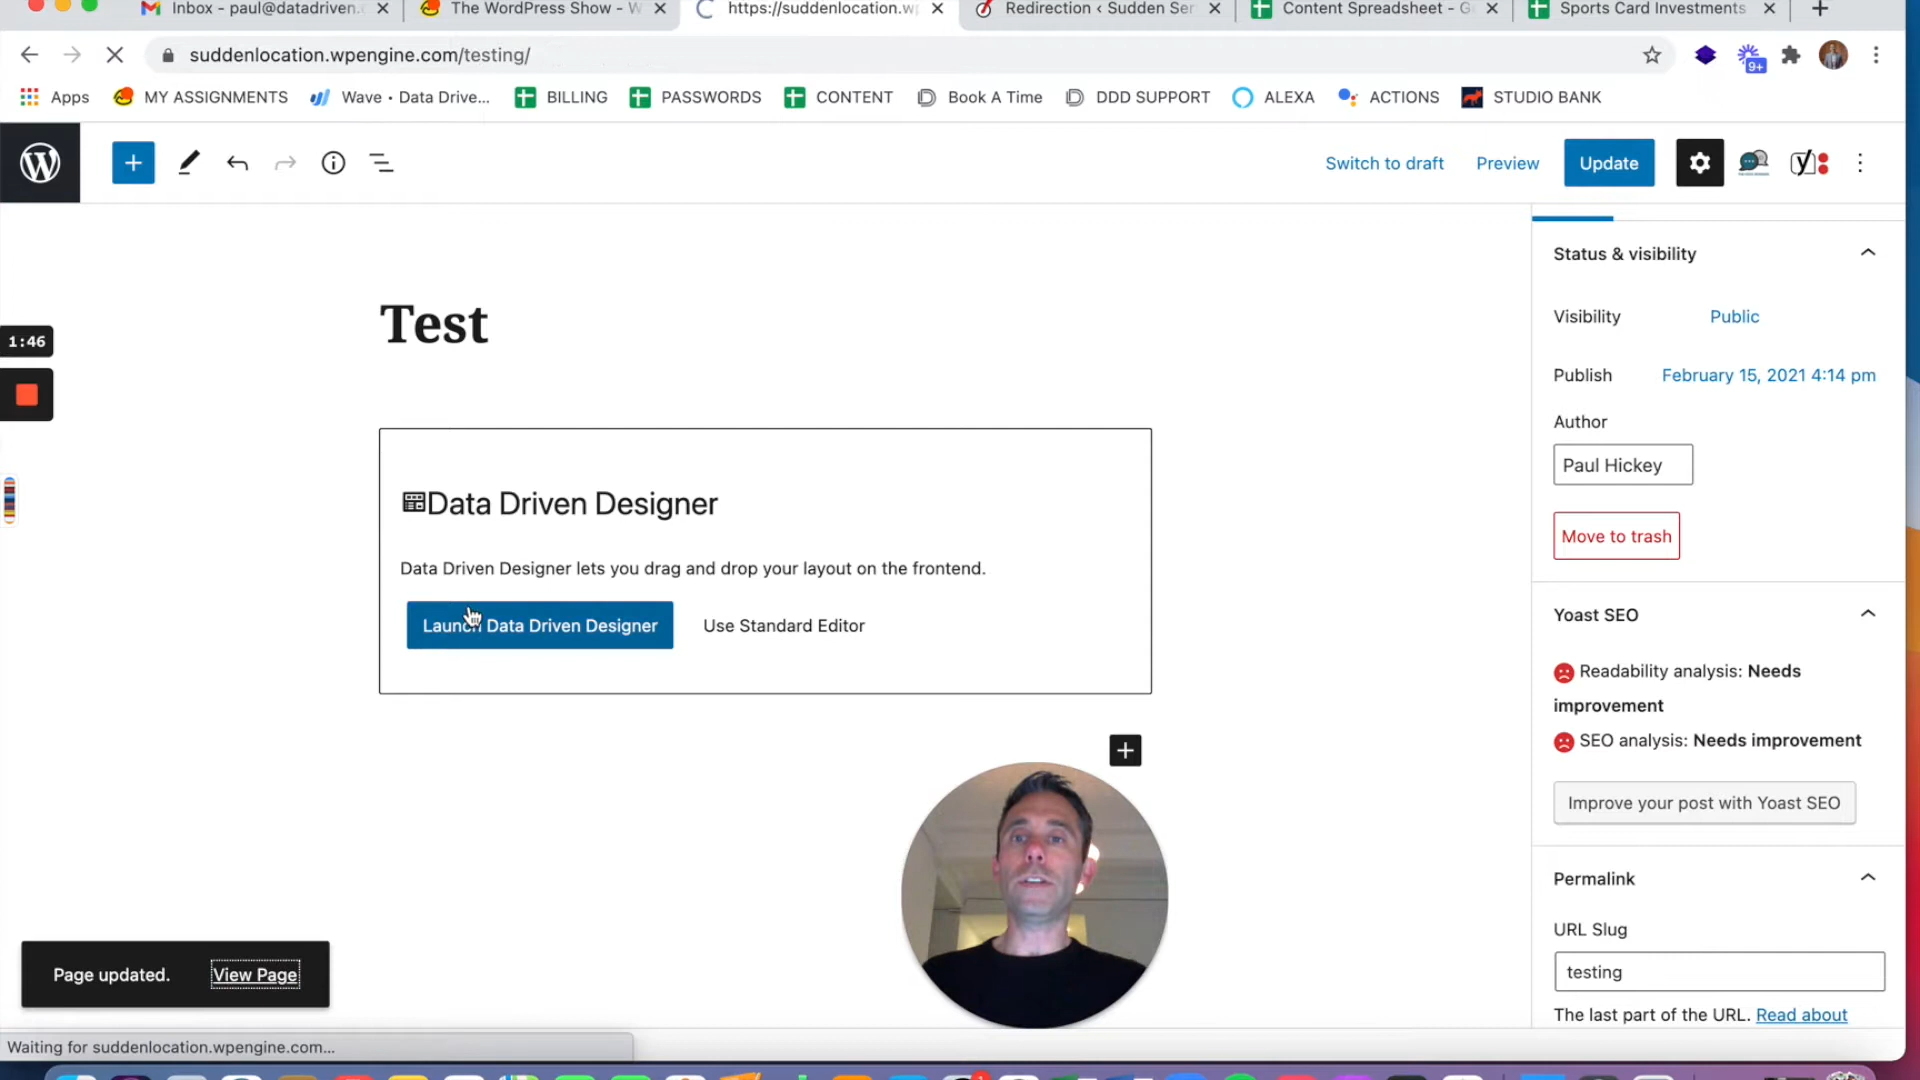 Inbox - paul@datadriven.c
The WordPress Show - W
https://suddenlocation.wp
Redirection ‹ Sudden Ser
Content Spreadsheet - G
Sports Card Investments
suddenlocation.wpengine.com/testing/
9+
Apps
MY ASSIGNMENTS
Wave • Data Drive...
BILLING
PASSWORDS
CONTENT
Book A Time
DDD SUPPORT
ALEXA
ACTIONS
STUDIO BANK
Switch to draft
Preview
Update
Status & visibility
Visibility
Public
Publish
February 15, 2021 4:14 pm
Author
Paul Hickey
Move to trash
Test
1:46
Data Driven Designer
Data Driven Designer lets you drag and drop your layout on the frontend.
Launch Data Driven Designer
Use Standard Editor
Yoast SEO
Readability analysis: Needs
improvement
SEO analysis: Needs improvement
Improve your post with Yoast SEO
Permalink
URL Slug
testing
The last part of the URL. Read about
Page updated.
View Page
Waiting for suddenlocation.wpengine.com...